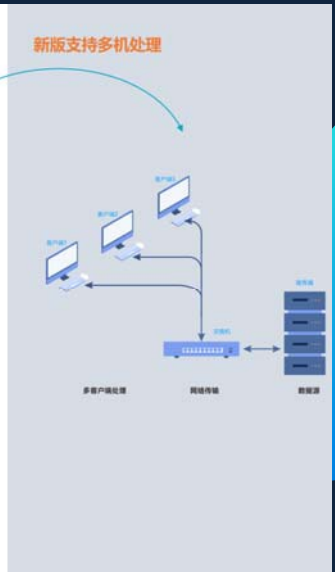 新版支持多机处理
客户端3
客户端2
客户端1
服务器
交换机
多客户端处理
网络传输
数据源